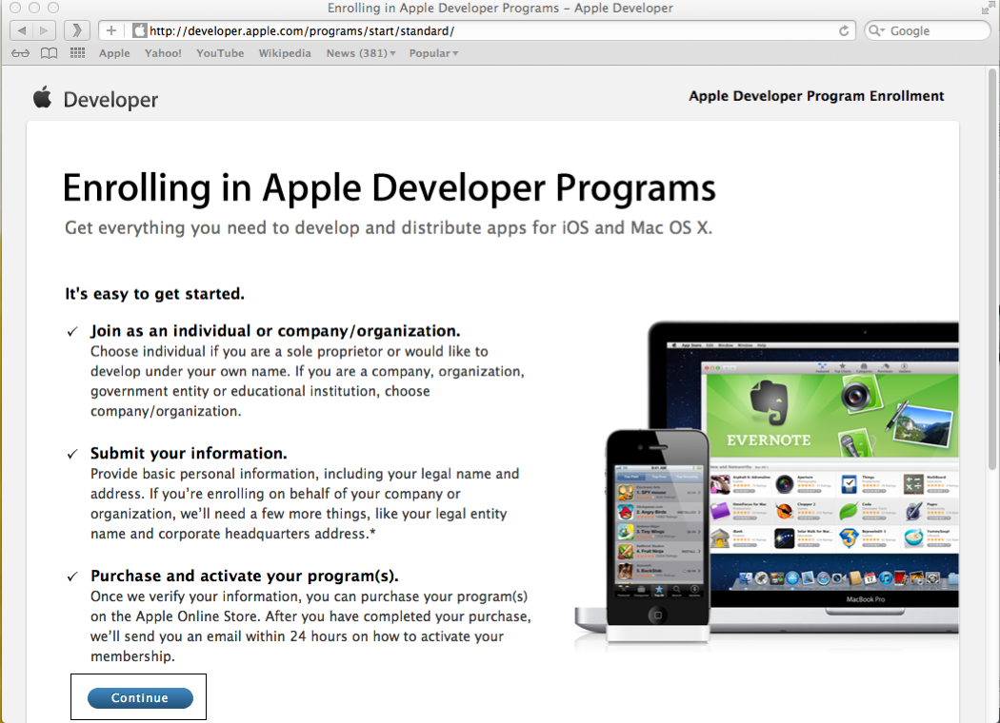 Enrolling in Apple Developer Programs – Apple Developer
http://developer.apple.com/programs/start/standard/
Google
Apple Yahoo! YouTube Wikipedia News (381) Popular
Developer
Apple Developer Program Enrollment
Enrolling in Apple Developer Programs
Get everything you need to develop and distribute apps for iOS and Mac OS X.
It's easy to get started.
✓ Join as an individual or company/organization.
Choose individual if you are a sole proprietor or would like to
develop under your own name. If you are a company, organization,
government entity or educational institution, choose
company/organization.
✓ Submit your information.
Provide basic personal information, including your legal name and
address. If you’re enrolling on behalf of your company or
organization, we’ll need a few more things, like your legal entity
name and corporate headquarters address.*
✓ Purchase and activate your program(s).
Once we verify your information, you can purchase your program(s)
on the Apple Online Store. After you have completed your purchase,
we’ll send you an email within 24 hours on how to activate your
membership.
Continue
EVERNOTE
MacBook Pro